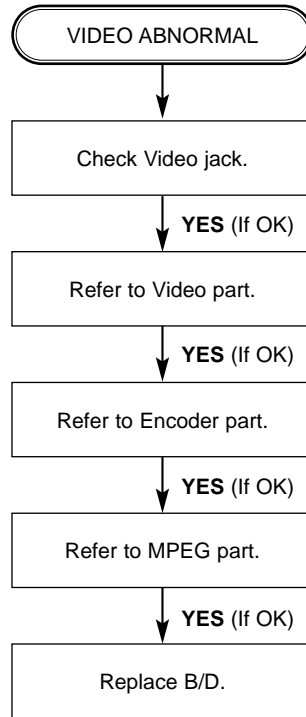 VIDEO ABNORMAL
Check Video jack.
YES (If OK)
Refer to Video part.
YES (If OK)
Refer to Encoder part.
YES (If OK)
Refer to MPEG part.
YES (If OK)
Replace B/D.